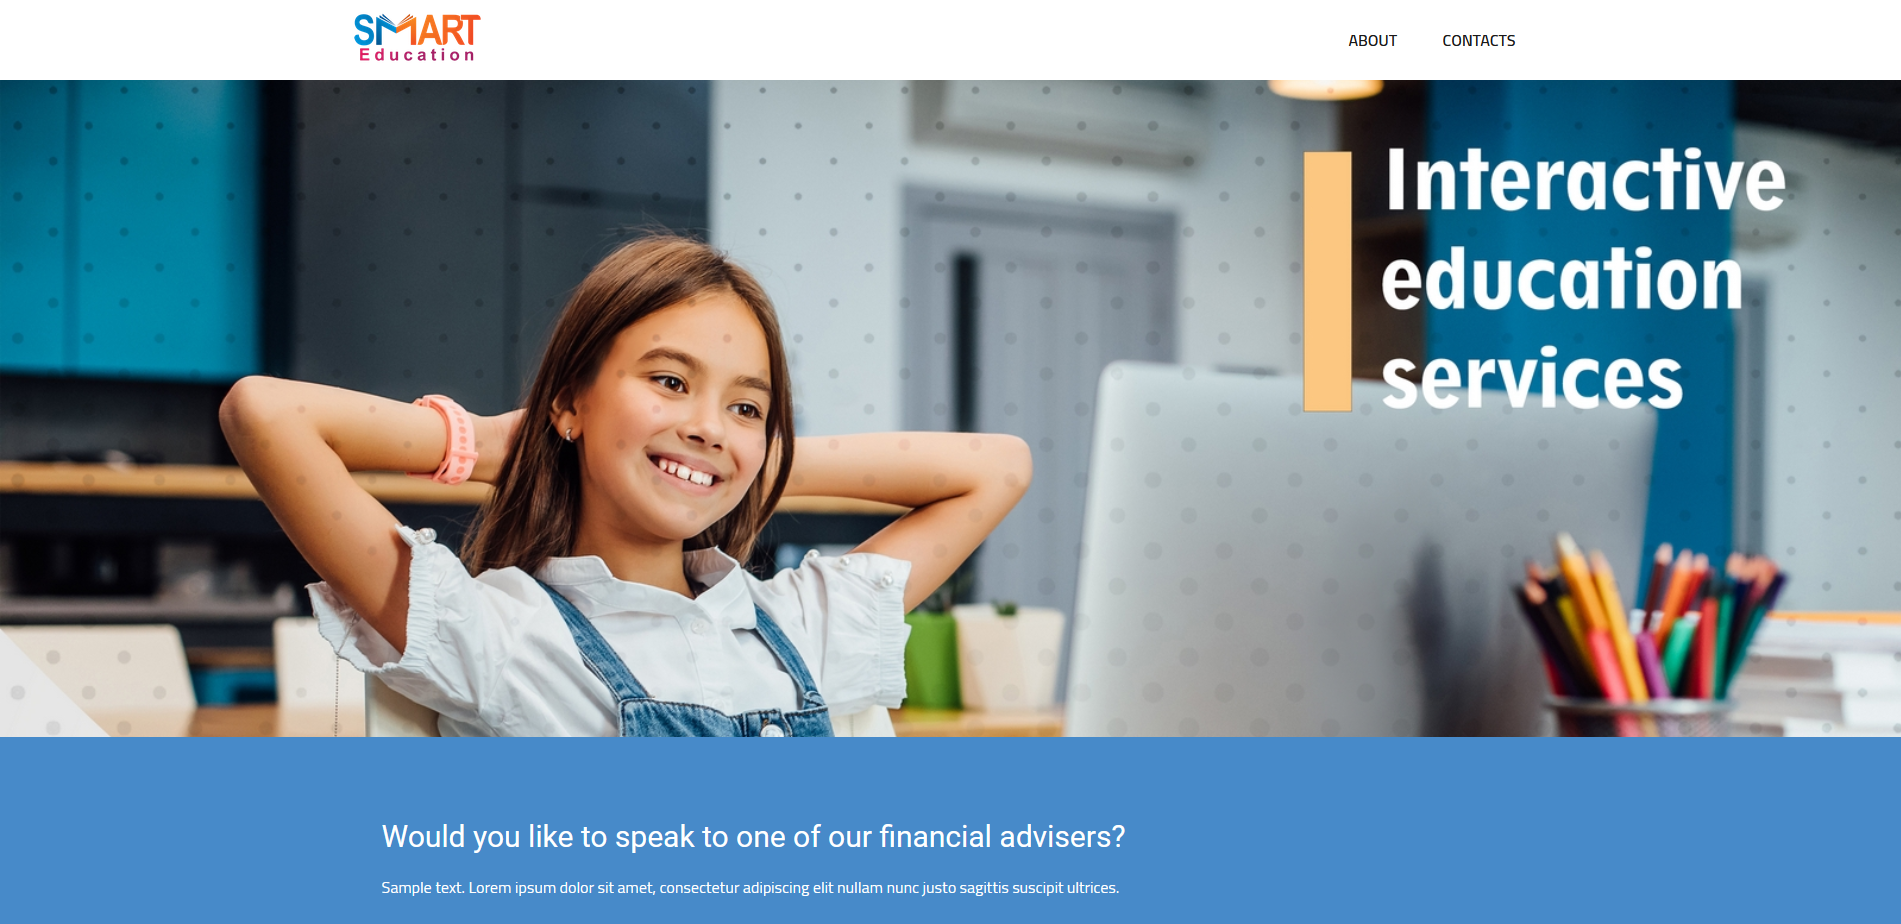 SMART
Education
ABOUT
CONTACTS
Interactive
education
services
Would you like to speak to one of our financial advisers?
Sample text. Lorem ipsum dolor sit amet, consectetur adipiscing elit nullam nunc justo sagittis suscipit ultrices.